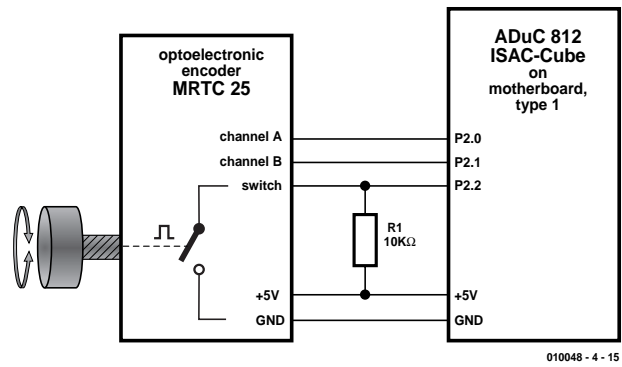 optoelectronic
encoder
MRTC 25
channel A
channel B
switch
+5V
GND
R1
10KΩ
ADuC 812
ISAC-Cube
on
motherboard,
type 1
P2.0
P2.1
P2.2
+5V
GND
010048 - 4 - 15